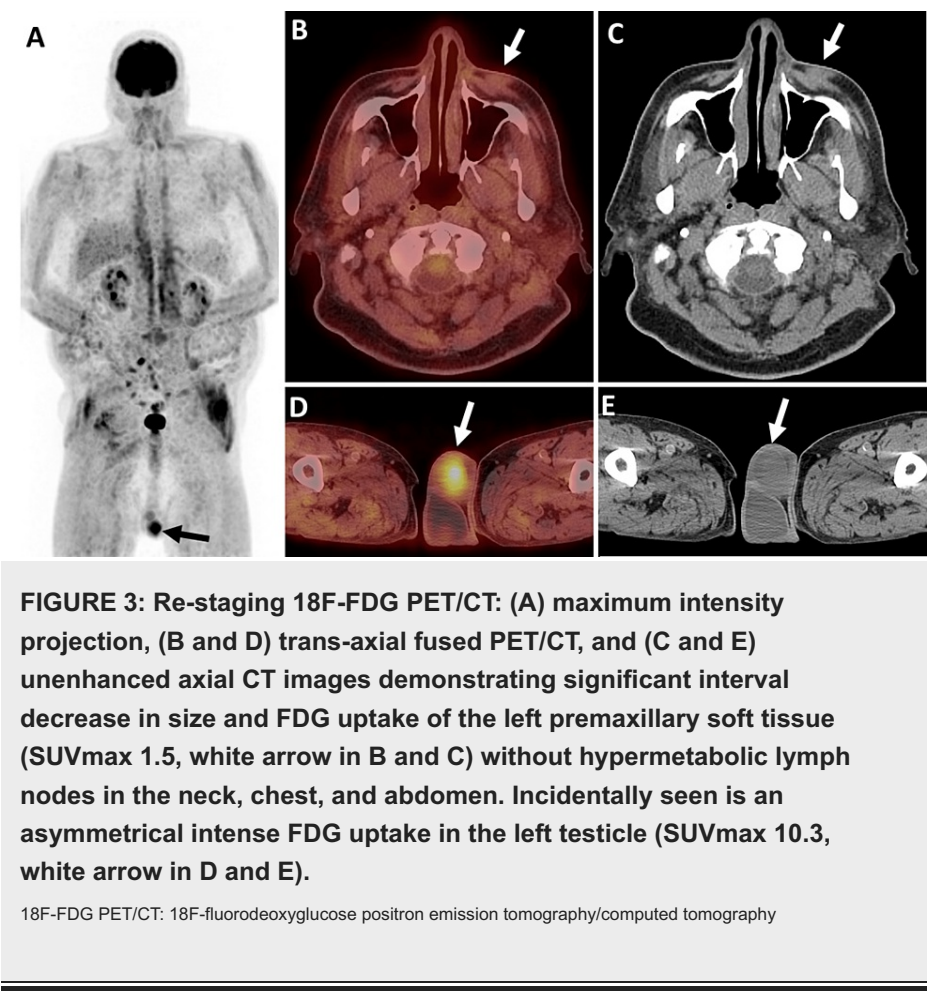 A
B
C
D
E
FIGURE 3: Re-staging 18F-FDG PET/CT: (A) maximum intensity
projection, (B and D) trans-axial fused PET/CT, and (C and E)
unenhanced axial CT images demonstrating significant interval
decrease in size and FDG uptake of the left premaxillary soft tissue
(SUVmax 1.5, white arrow in B and C) without hypermetabolic lymph
nodes in the neck, chest, and abdomen. Incidentally seen is an
asymmetrical intense FDG uptake in the left testicle (SUVmax 10.3,
white arrow in D and E).
18F-FDG PET/CT: 18F-fluorodeoxyglucose positron emission tomography/computed tomography